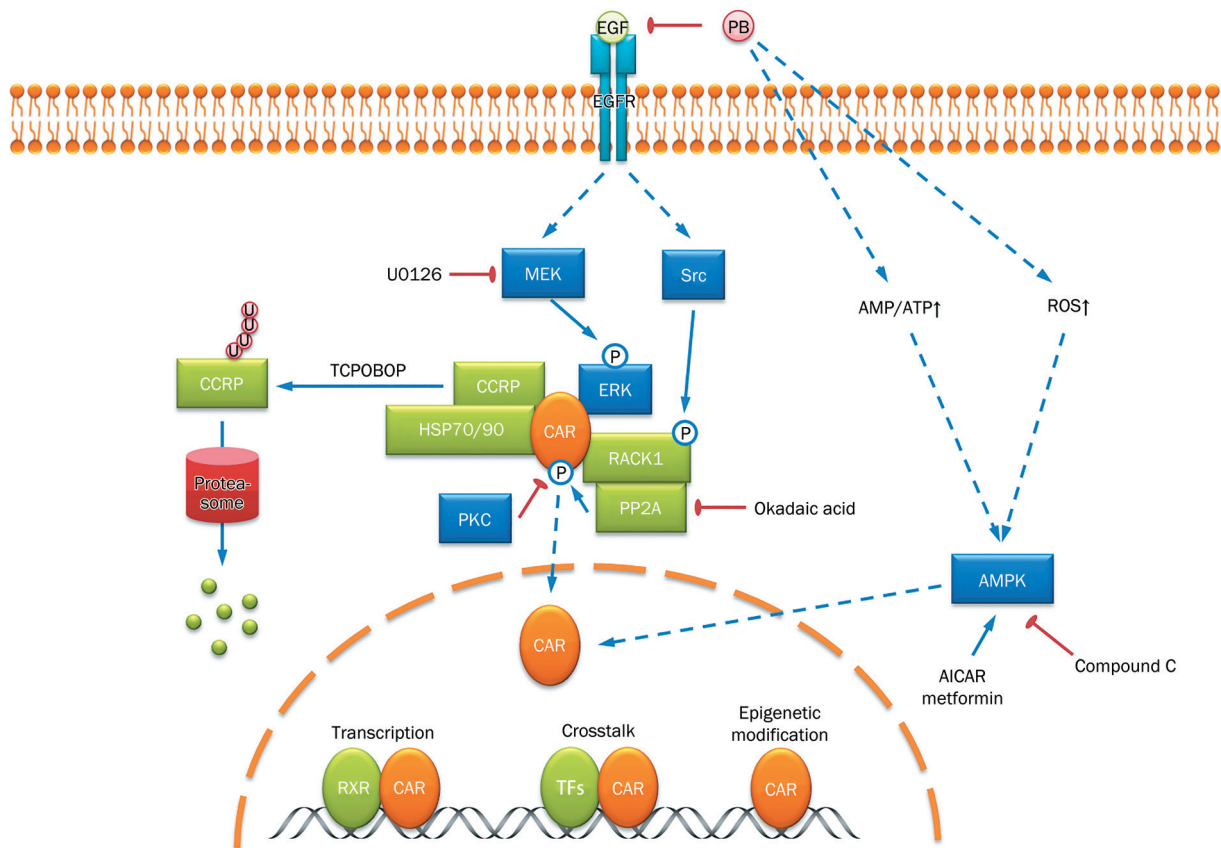 EGF
PB
EGFR
UO126
MEK
Src
AMP/ATP↑
ROS↑
U
U
U
U
P
TCPOBOP
CCRP
CCRP
ERK
HSP70/90
CAR
P
RACK1
P
Protea-
some
PKC
PP2A
Okadaic acid
AMPK
CAR
Compound C
AICAR
metformin
Transcription
Crosstalk
Epigenetic
modification
RXR
CAR
TFs
CAR
CAR